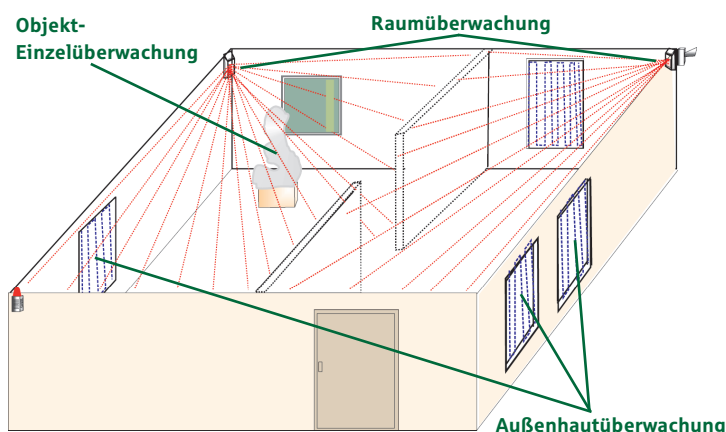 Objekt-
Einzelüberwachung
Raumüberwachung
Außenhautüberwachung